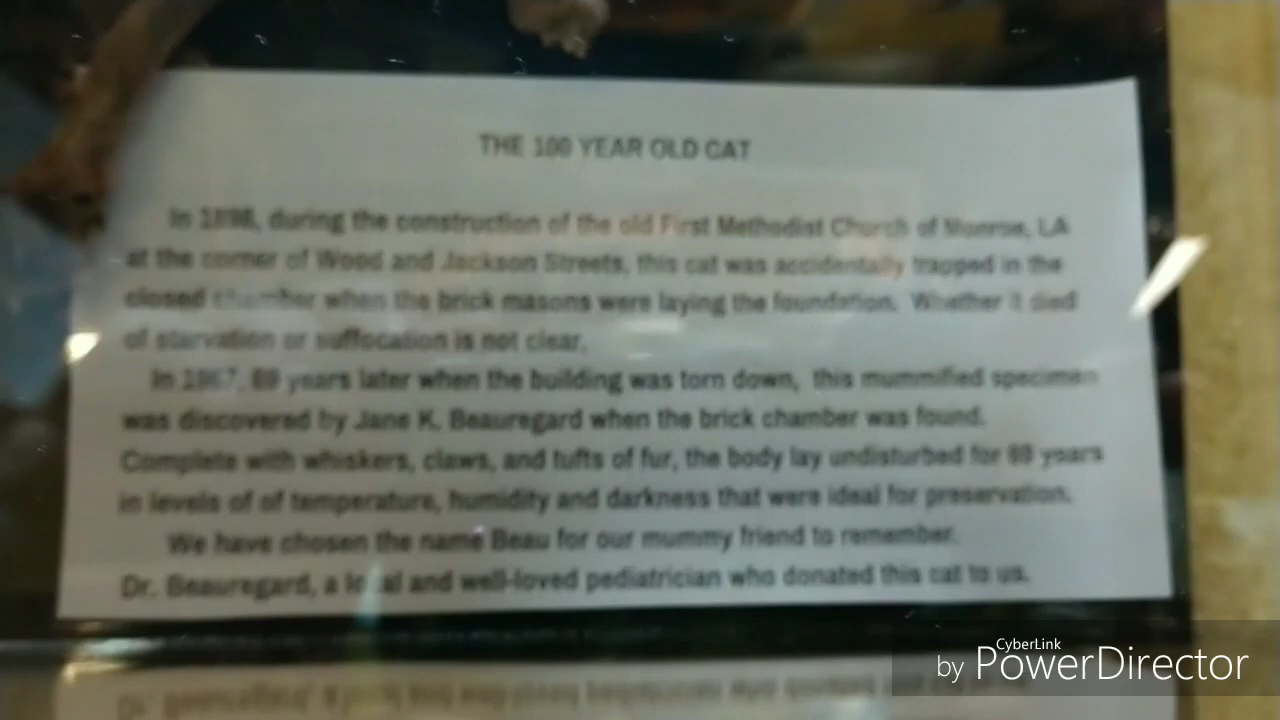 THE 100 YEAR OLD CAT
In 1898, during the construction of the old First Methodist Church of Monroe, LA
at the corner of Wood and Jackson Streets, this cat was accidentally trapped in the
closed chamber when the brick masons were laying the foundation. Whether it died
of starvation or suffocation is not clear.
In 1967, 69 years later when the building was torn down, this mummified specimen
was discovered by Jane K. Beauregard when the brick chamber was found.
Complete with whiskers, claws, and tufts of fur, the body lay undisturbed for 69 years
in levels of of temperature, humidity and darkness that were ideal for preservation.
We have chosen the name Beau for our mummy friend to remember.
Dr. Beauregard, a local and well-loved pediatrician who donated this cat to us.
CyberLink
by PowerDirector